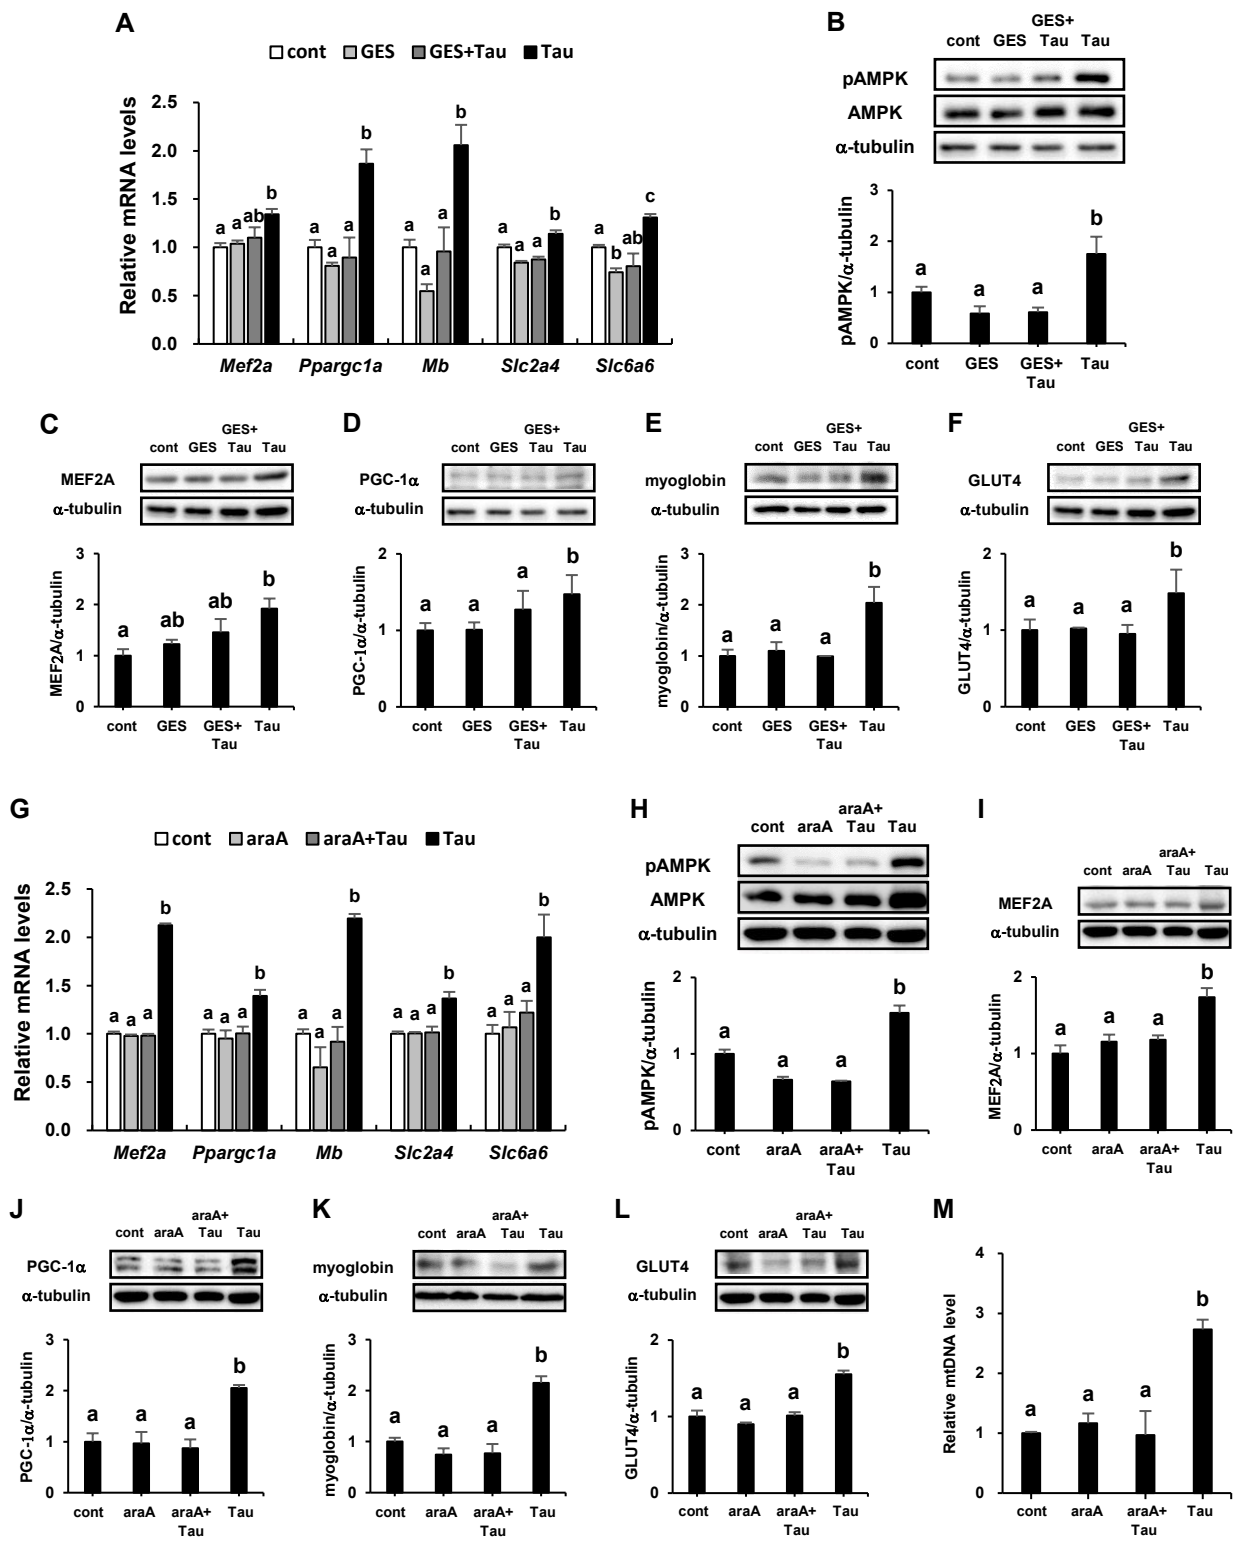 A
cont GES GES+Tau Tau
Relative mRNA levels
2.5
2.0
1.5
1.0
0.5
0.0
a a ab b
a a a b
a a a b
a a a b
a b ab c
Mef2a Ppargc1a Mb Slc2a4 Slc6a6
B
GES+
cont GES Tau Tau
pAMPK
AMPK
α-tubulin
pAMPK/α-tubulin
3
2
1
0
a a a b
cont GES GES+ Tau
Tau
C
GES+
cont GES Tau Tau
MEF2A
α-tubulin
MEF2A/α-tubulin
3
2
1
0
a ab ab b
cont GES GES+ Tau
Tau
D
GES+
cont GES Tau Tau
PGC-1α
α-tubulin
PGC-1α/α-tubulin
2
1
0
a a a b
cont GES GES+ Tau
Tau
E
GES+
cont GES Tau Tau
myoglobin
α-tubulin
myoglobin/α-tubulin
3
2
1
0
a a a b
cont GES GES+ Tau
Tau
F
GES+
cont GES Tau Tau
GLUT4
α-tubulin
GLUT4/α-tubulin
2
1
0
a a a b
cont GES GES+ Tau
Tau
G
cont araA araA+Tau Tau
Relative mRNA levels
2.5
2.0
1.5
1.0
0.5
0.0
a a a b
a a a b
a a a b
a a a b
a a a b
Mef2a Ppargc1a Mb Slc2a4 Slc6a6
H
araA+
cont araA Tau Tau
pAMPK
AMPK
α-tubulin
pAMPK/α-tubulin
2
1
0
a a a b
cont araA araA+ Tau
Tau
I
araA+
cont araA Tau Tau
MEF2A
α-tubulin
MEF2A/α-tubulin
2
1
0
a a a b
cont araA araA+ Tau
Tau
J
araA+
cont araA Tau Tau
PGC-1α
α-tubulin
PGC-1α/α-tubulin
3
2
1
0
a a a b
cont araA araA+ Tau
Tau
K
araA+
cont araA Tau Tau
myoglobin
α-tubulin
myoglobin/α-tubulin
3
2
1
0
a a a b
cont araA araA+ Tau
Tau
L
araA+
cont araA Tau Tau
GLUT4
α-tubulin
GLUT4/α-tubulin
2
1
0
a a a b
cont araA araA+ Tau
Tau
M
Relative mtDNA level
4
3
2
1
0
a a a b
cont araA araA+ Tau
Tau